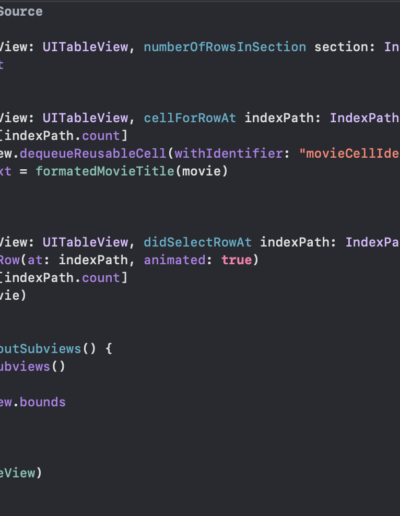 Source
View: UITableView, numberOfRowsInSection section: In
t
View: UITableView, cellForRowAt indexPath: IndexPath
[indexPath.count]
ew.dequeueReusableCell(withIdentifier: "movieCellIde
xt = formatedMovieTitle(movie)
View: UITableView, didSelectRowAt indexPath: IndexPa
Row(at: indexPath, animated: true)
[indexPath.count]
vie)
outSubviews() {
ubviews()
ew.bounds
eView)